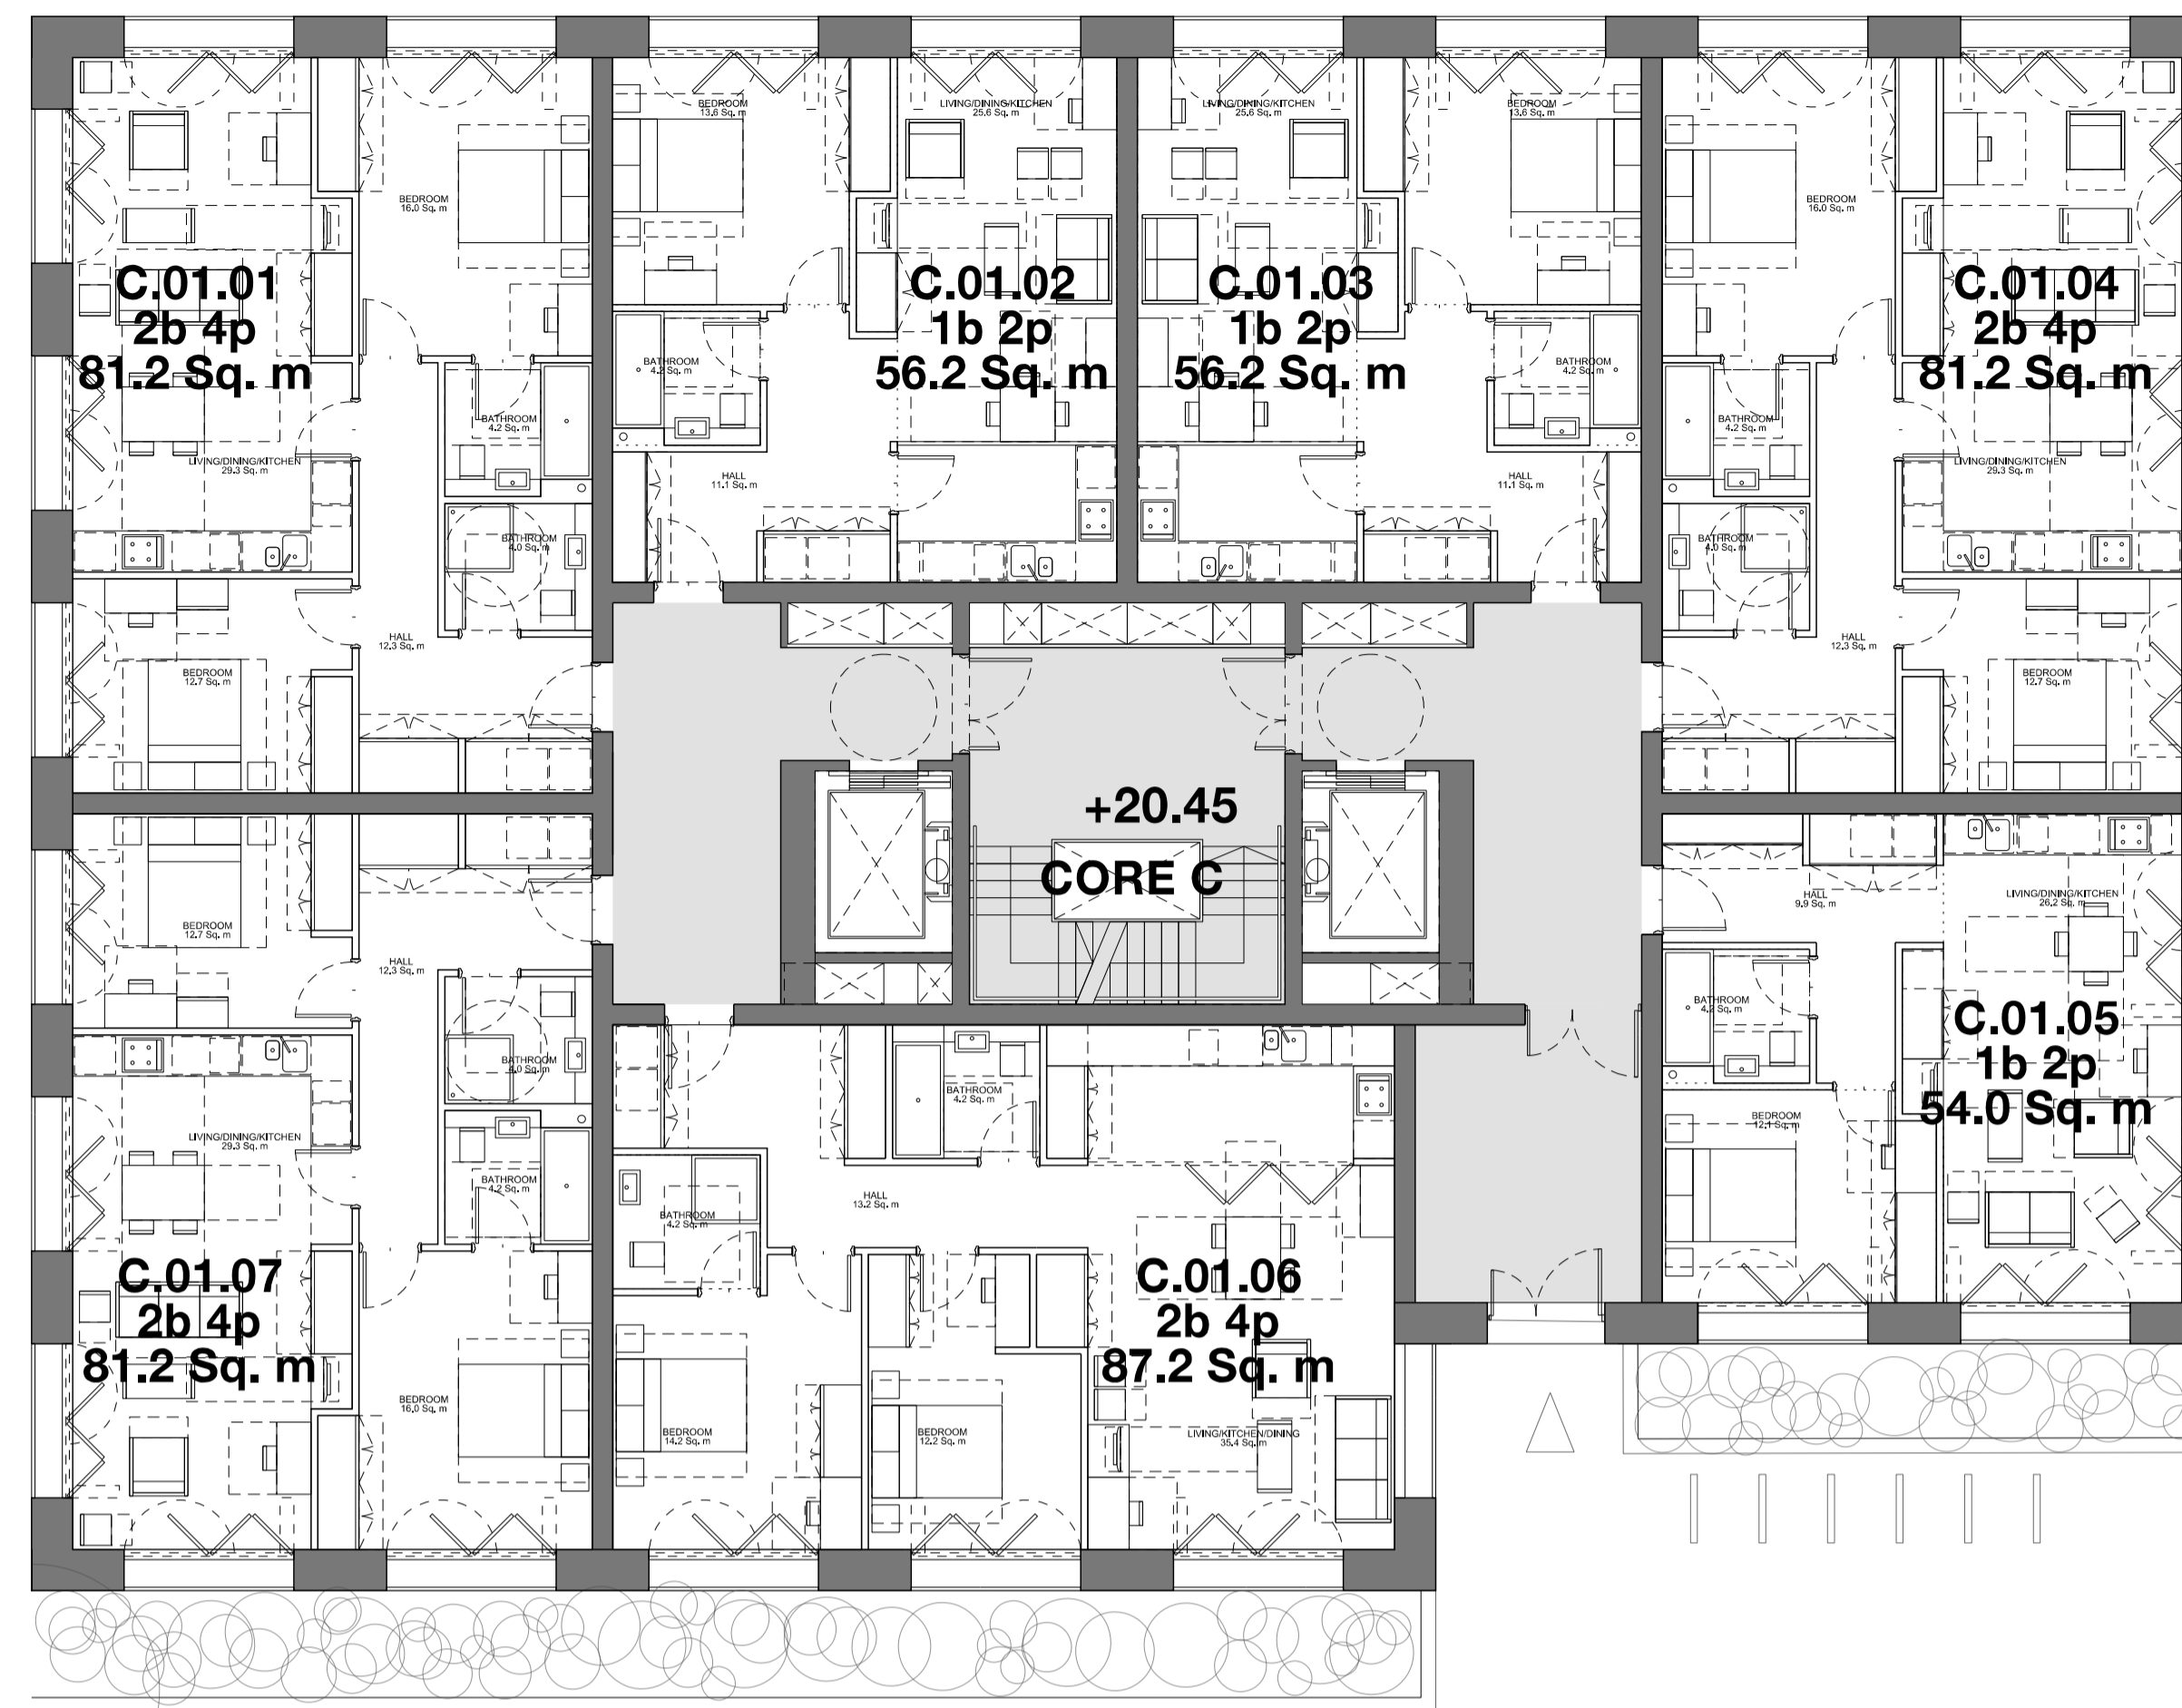 BEDROOM
13.6 Sq. m
LIVING/DINING/KITCHEN
25.6 Sq. m
LIVING/DINING/KITCHEN
25.6 Sq. m
BEDROOM
13.6 Sq. m
BEDROOM
16.0 Sq. m
BEDROOM
16.0 Sq. m
C.01.01
2b 4p
81.2 Sq. m
C.01.02
1b 2p
56.2 Sq. m
C.01.03
1b 2p
56.2 Sq. m
C.01.04
2b 4p
81.2 Sq. m
BATHROOM
4.2 Sq. m
BATHROOM
4.2 Sq. m
BATHROOM
4.2 Sq. m
BATHROOM
4.2 Sq. m
LIVING/DINING/KITCHEN
29.3 Sq. m
HALL
11.1 Sq. m
HALL
11.1 Sq. m
LIVING/DINING/KITCHEN
29.3 Sq. m
BATHROOM
4.0 Sq. m
BATHROOM
4.0 Sq. m
HALL
12.3 Sq. m
HALL
12.3 Sq. m
BEDROOM
12.7 Sq. m
BEDROOM
12.7 Sq. m
+20.45
CORE C
HALL
9.9 Sq. m
LIVING/DINING/KITCHEN
26.2 Sq. m
BEDROOM
12.7 Sq. m
HALL
12.3 Sq. m
BATHROOM
4.2 Sq. m
C.01.05
1b 2p
54.0 Sq. m
BATHROOM
4.0 Sq. m
BATHROOM
4.2 Sq. m
BEDROOM
12.1 Sq. m
LIVING/DINING/KITCHEN
29.3 Sq. m
BATHROOM
4.2 Sq. m
HALL
13.2 Sq. m
BATHROOM
4.2 Sq. m
C.01.07
2b 4p
81.2 Sq. m
C.01.06
2b 4p
87.2 Sq. m
BEDROOM
16.0 Sq. m
BEDROOM
14.2 Sq. m
BEDROOM
12.2 Sq. m
LIVING/KITCHEN/DINING
35.4 Sq. m